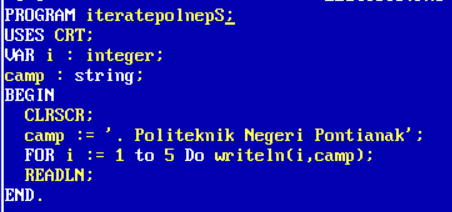 PROGRAM iteratepolnepS;
USES CRT;
VAR i : integer;
camp : string;
BEGIN
  CLRSCR;
  camp := '. Politeknik Negeri Pontianak';
  FOR i := 1 to 5 Do writeln(i,camp);
  READLN;
END.